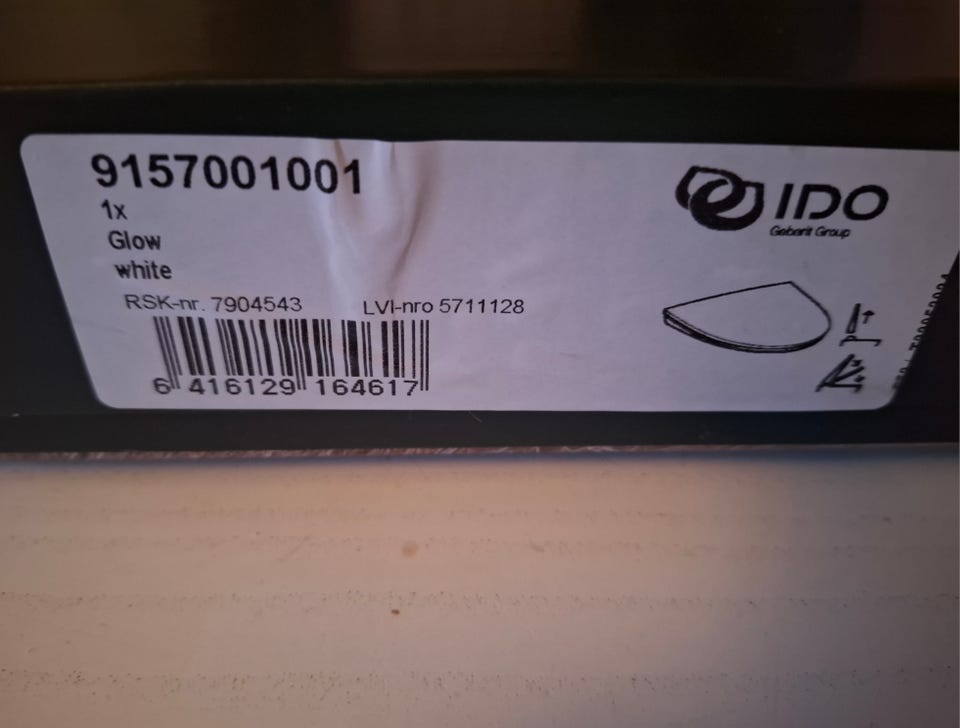 9157001001
1x
Glow
white
RSK-nr. 7904543 LVI-nro 5711128
6 416129 164617
IDO
Geberit Group